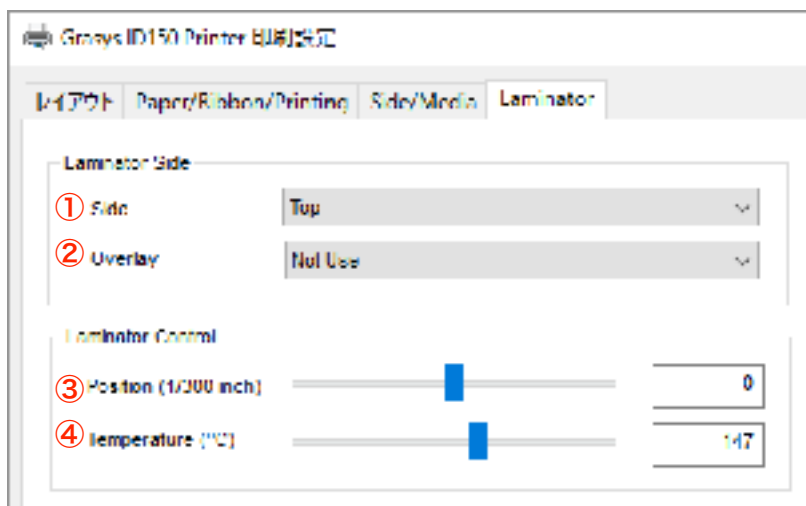 Grasys ID150 Printer 印刷設定
レイアウト Paper/Ribbon/Printing Side/Media Laminator
Laminator Side
① Side Top
② Overlay Not Use
Laminator Control
③ Position (1/300 inch) 0
④ Temperature (°C) 147